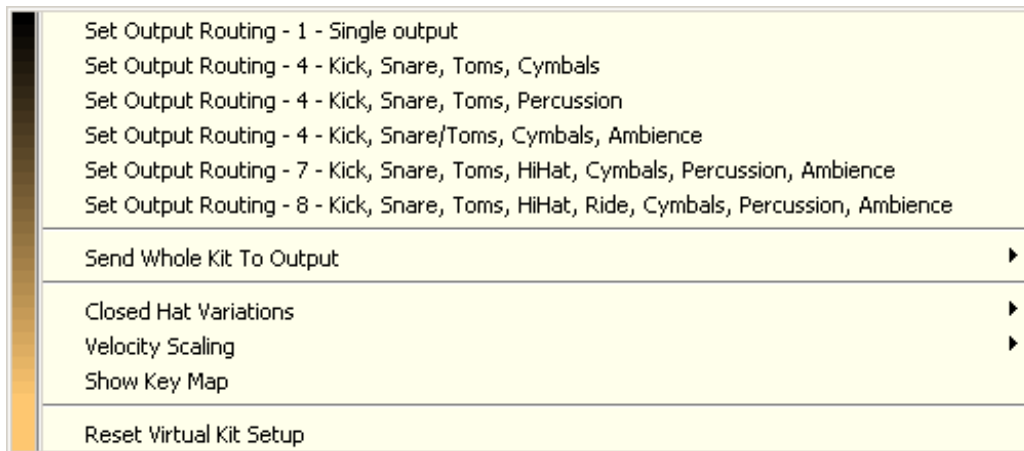 Set Output Routing - 1 - Single output
Set Output Routing - 4 - Kick, Snare, Toms, Cymbals
Set Output Routing - 4 - Kick, Snare, Toms, Percussion
Set Output Routing - 4 - Kick, Snare/Toms, Cymbals, Ambience
Set Output Routing - 7 - Kick, Snare, Toms, HiHat, Cymbals, Percussion, Ambience
Set Output Routing - 8 - Kick, Snare, Toms, HiHat, Ride, Cymbals, Percussion, Ambience
Send Whole Kit To Output
Closed Hat Variations
Velocity Scaling
Show Key Map
Reset Virtual Kit Setup